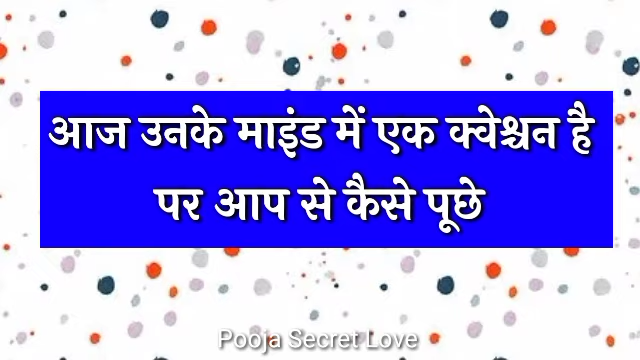 आज उनके माइंड में एक क्वेश्चन है
पर आप से कैसे पूछे
Pooja Secret Love